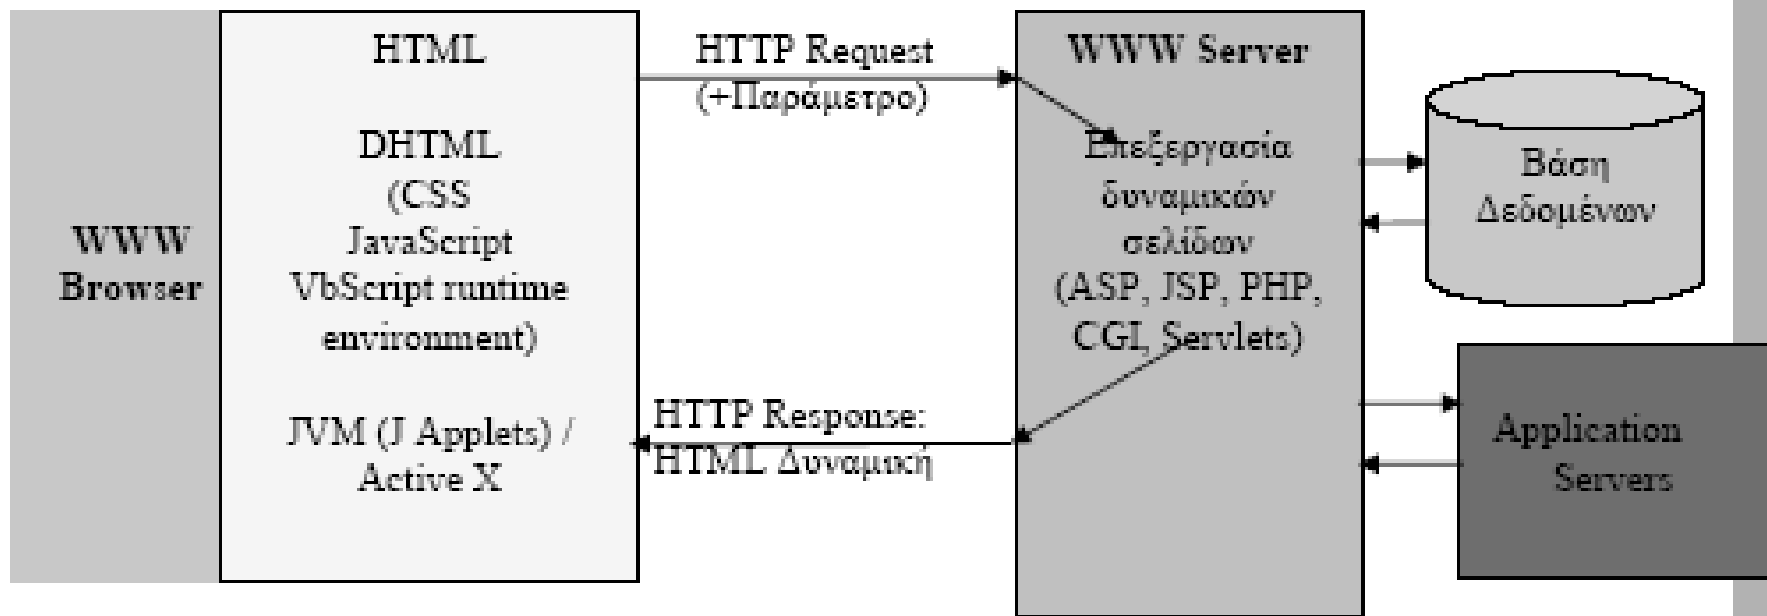 WWW
Browser
HTML
DHTML
(CSS
JavaScript
VbScript runtime
environment)
JVM (J Applets) /
Active X
HTTP Request
(+Παράμετρο)
HTTP Response:
HTML Δυναμική
WWW Server
Επεξεργασία
δυναμικών
σελίδων
(ASP, JSP, PHP,
CGI, Servlets)
Βάση
Δεδομένων
Application
Servers